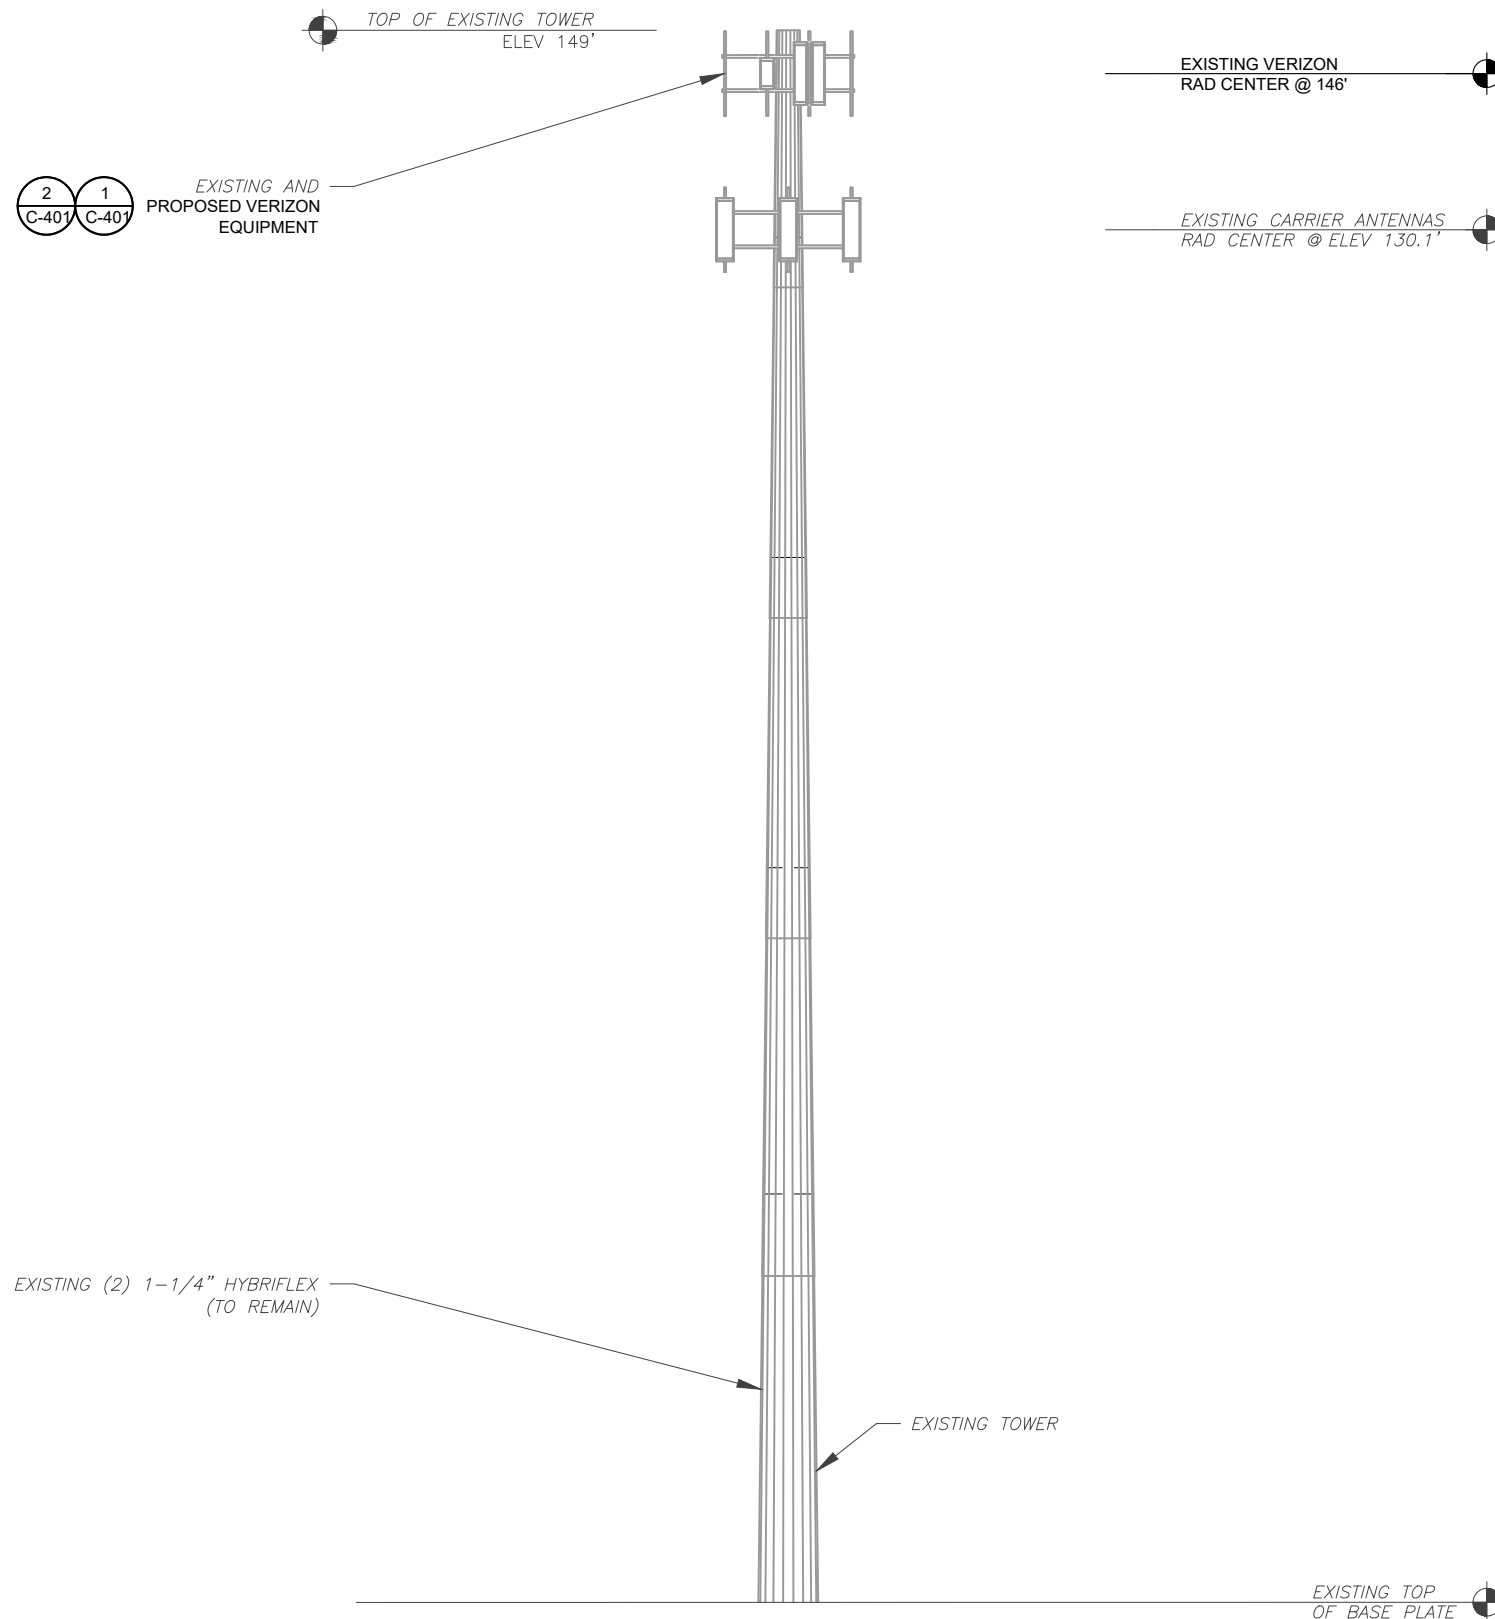 TOP OF EXISTING TOWER
ELEV 149'
EXISTING VERIZON
RAD CENTER @ 146'
2
C-401
1
C-401
EXISTING AND
PROPOSED VERIZON
EQUIPMENT
EXISTING CARRIER ANTENNAS
RAD CENTER @ ELEV 130.1'
EXISTING (2) 1-1/4" HYBRIFLEX
(TO REMAIN)
EXISTING TOWER
EXISTING TOP
OF BASE PLATE